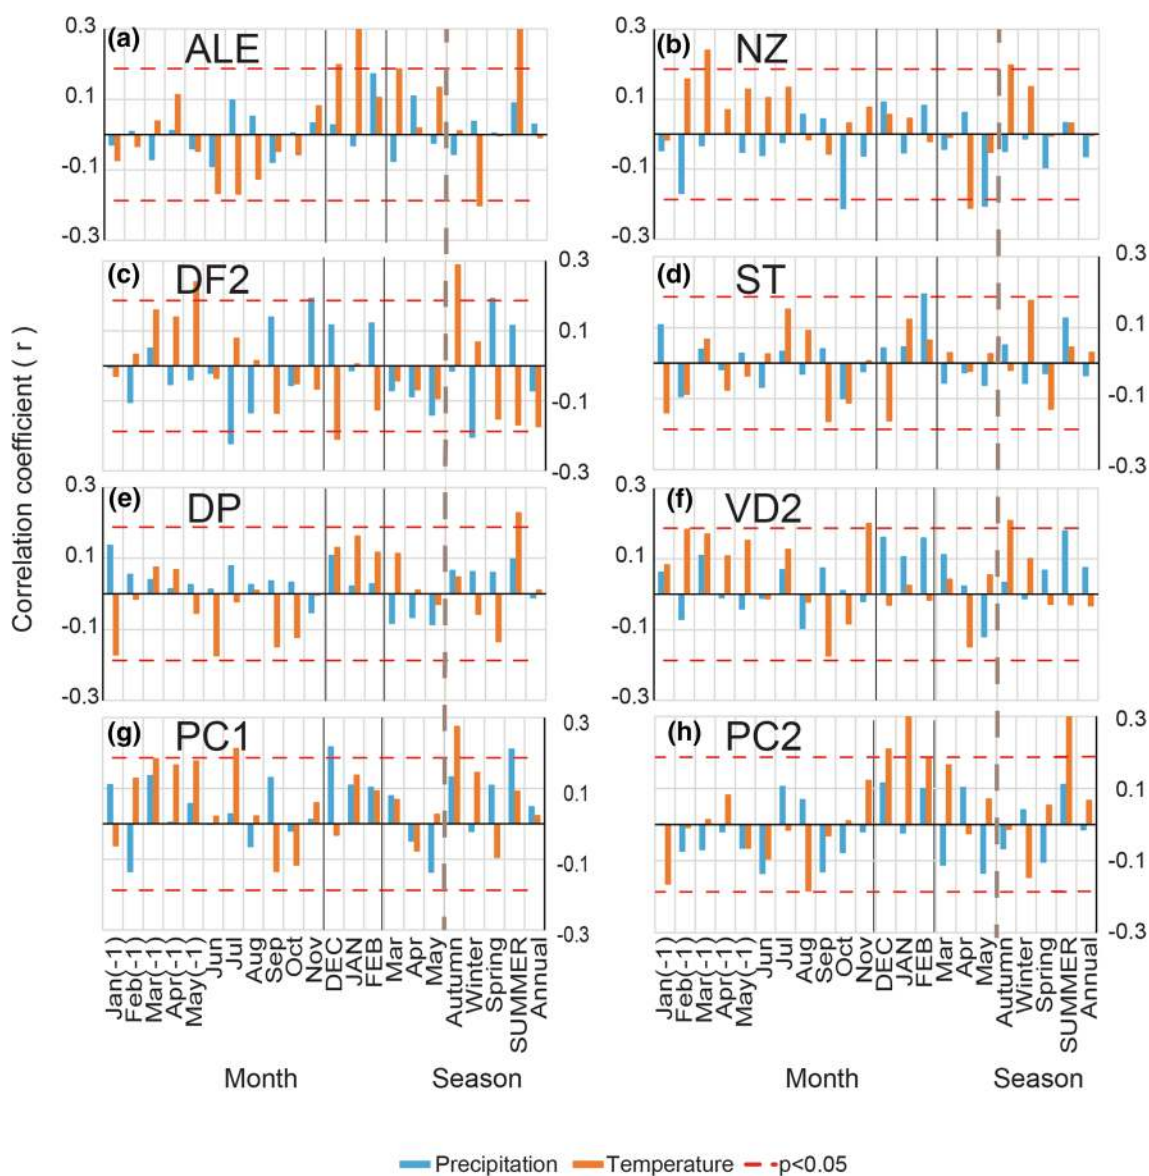 (a) ALE
(b) NZ
0.3
0.1
-0.1
-0.3
0.3
0.1
-0.1
-0.3
(c) DF2
(d) ST
0.3
0.1
-0.1
-0.3
0.3
0.1
-0.1
-0.3
Correlation coefficient ( r )
(e) DP
(f) VD2
0.3
0.1
-0.1
-0.3
0.3
0.1
-0.1
-0.3
(g) PC1
(h) PC2
0.3
0.1
-0.1
-0.3
0.3
0.1
-0.1
-0.3
Jan(-1)
Feb(-1)
Mar(-1)
Apr(-1)
May(-1)
Jun
Jul
Aug
Sep
Oct
Nov
DEC
JAN
FEB
Mar
Apr
May
Autumn
Winter
Spring
SUMMER
Annual
Jan(-1)
Feb(-1)
Mar(-1)
Apr(-1)
May(-1)
Jun
Jul
Aug
Sep
Oct
Nov
DEC
JAN
FEB
Mar
Apr
May
Autumn
Winter
Spring
SUMMER
Annual
Month Season
Month Season
Precipitation Temperature p<0.05